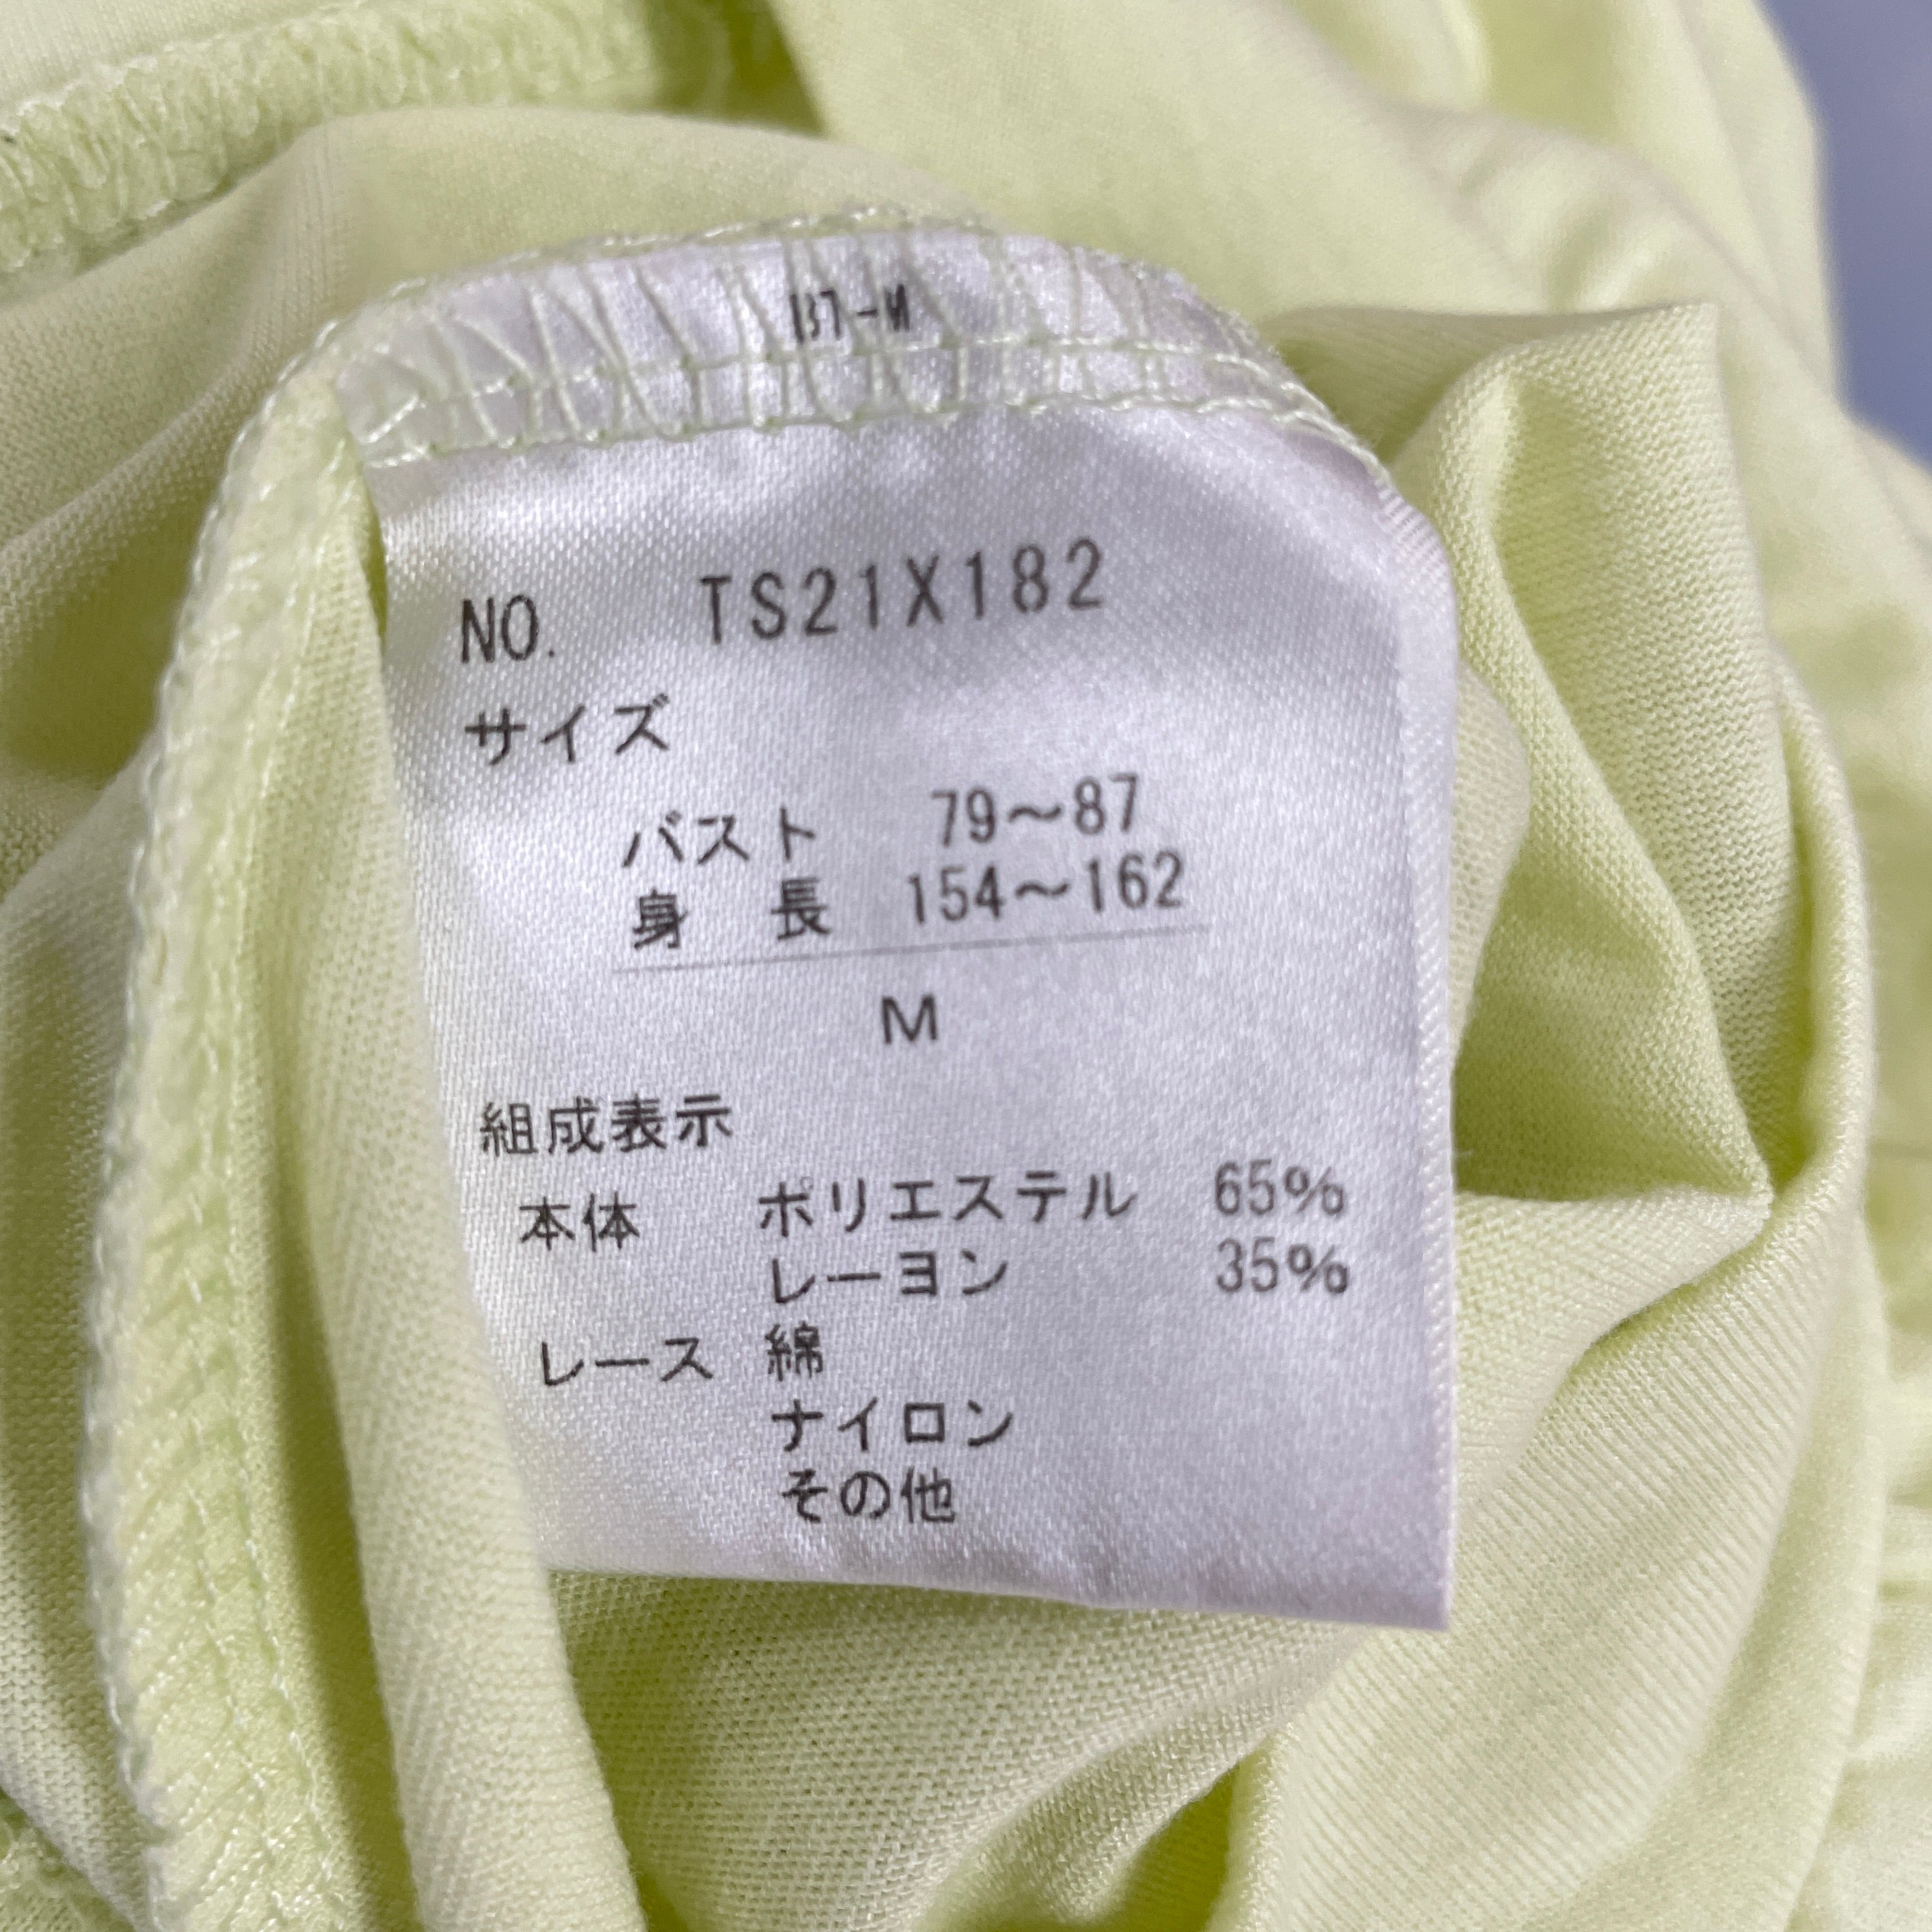 NO. TS21X182
サイズ
バスト 79～87
身 長 154～162
M
組成表示
本体 ポリエステル 65%
レーヨン 35%
レース 綿
ナイロン
その他